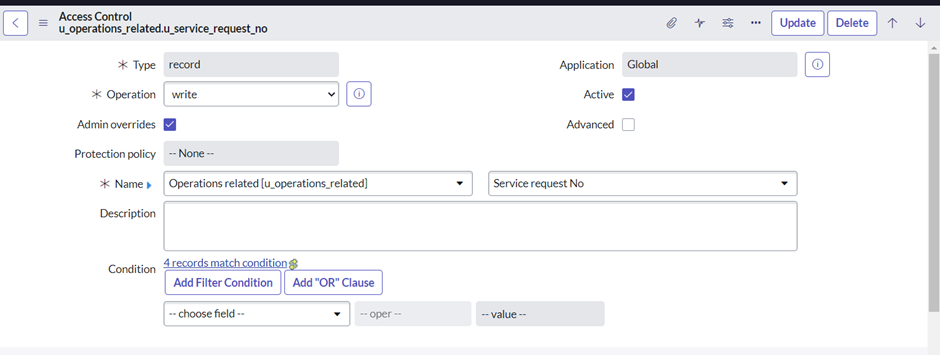 Access Control
u_operations_related.u_service_request_no
Update
Delete
Type
record
Application
Global
Operation
write
Active
Admin overrides
Advanced
Protection policy
-- None --
Name
Operations related [u_operations_related]
Service request No
Description
Condition
4 records match condition
Add Filter Condition
Add "OR" Clause
-- choose field --
-- oper --
-- value --